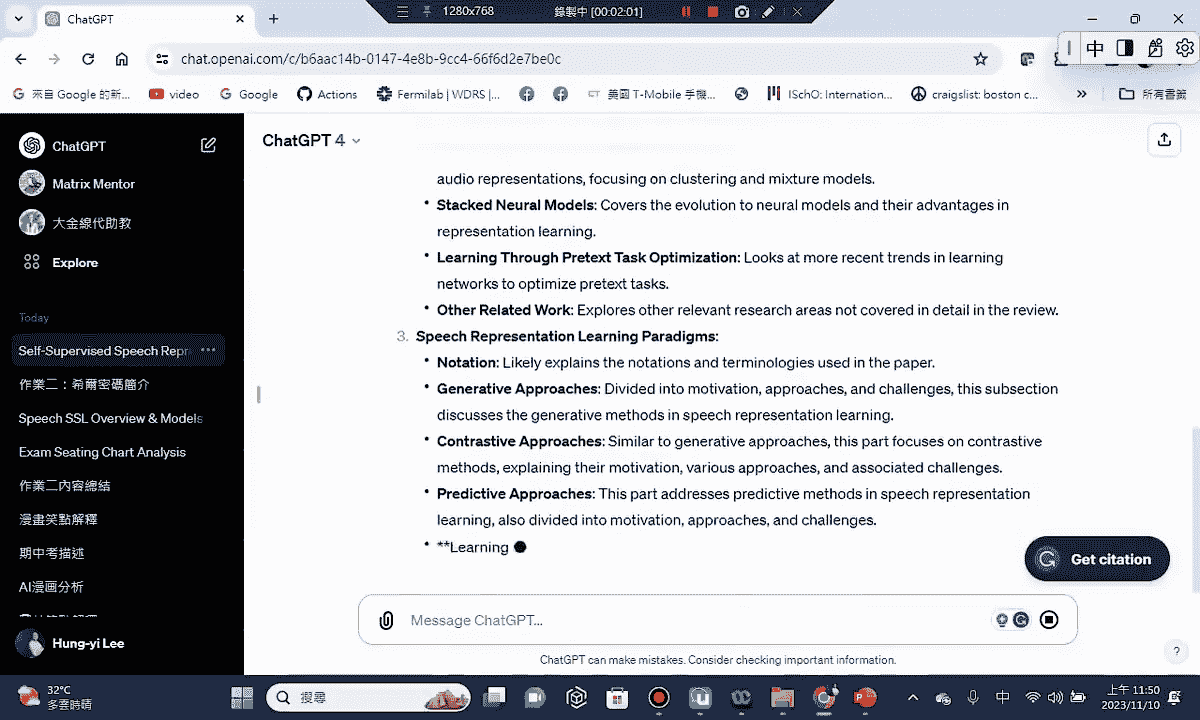 ChatGPT
1280x768
錄製中 [00:02:01]
chat.openai.com/c/b6aac14b-0147-4e8b-9cc4-66f6d2e7be0c
中
來自 Google 的新...
video
Google
Actions
Fermilab | WDRS |...
美國 T-Mobile 手機...
ISchO: Internation...
craigslist: boston c...
所有書籤
ChatGPT
Matrix Mentor
大金線代助教
Explore
Today
Self-Supervised Speech Repr
作業二：希爾密碼簡介
Speech SSL Overview & Models
Exam Seating Chart Analysis
作業二內容總結
漫畫笑點解釋
期中考描述
AI漫画分析
Hung-yi Lee
ChatGPT 4
audio representations, focusing on clustering and mixture models.
• Stacked Neural Models: Covers the evolution to neural models and their advantages in
representation learning.
• Learning Through Pretext Task Optimization: Looks at more recent trends in learning
networks to optimize pretext tasks.
• Other Related Work: Explores other relevant research areas not covered in detail in the review.
3. Speech Representation Learning Paradigms:
• Notation: Likely explains the notations and terminologies used in the paper.
• Generative Approaches: Divided into motivation, approaches, and challenges, this subsection
discusses the generative methods in speech representation learning.
• Contrastive Approaches: Similar to generative approaches, this part focuses on contrastive
methods, explaining their motivation, various approaches, and associated challenges.
• Predictive Approaches: This part addresses predictive methods in speech representation
learning, also divided into motivation, approaches, and challenges.
• **Learning
Get citation
Message ChatGPT...
ChatGPT can make mistakes. Consider checking important information.
?
32°C
多雲時晴
搜尋
中
上午 11:50
2023/11/10